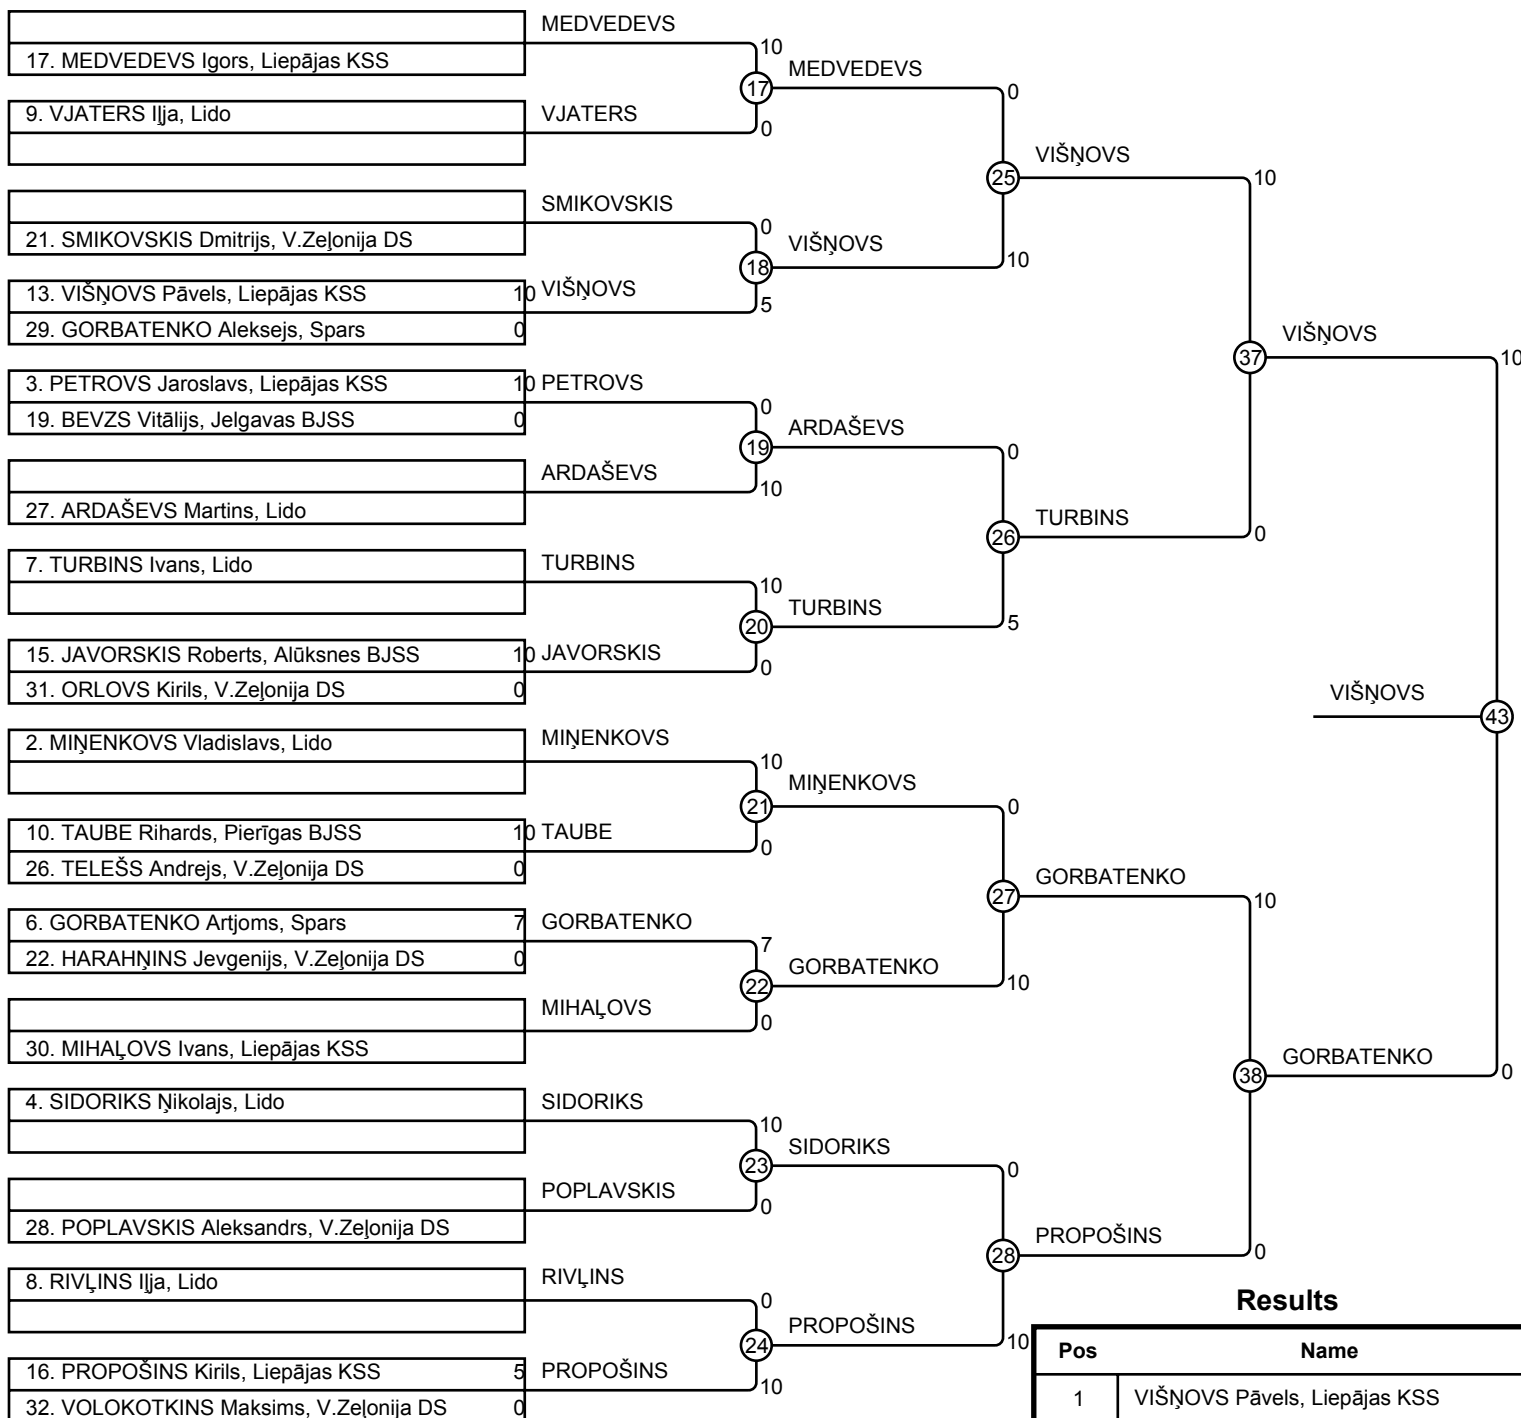 MEDVEDEVS
17. MEDVEDEVS Igors, Liepājas KSS
10
MEDVEDEVS
17
9. VJATERS Iļja, Lido
VJATERS
0
0
VIŠŅOVS
25
10
SMIKOVSKIS
21. SMIKOVSKIS Dmitrijs, V.Zeļonija DS
0
VIŠŅOVS
18
10
13. VIŠŅOVS Pāvels, Liepājas KSS 10
VIŠŅOVS
5
29. GORBATENKO Aleksejs, Spars 0
VIŠŅOVS
37
10
3. PETROVS Jaroslavs, Liepājas KSS 10
PETROVS
19. BEVZS Vitālijs, Jelgavas BJSS 0
0
ARDAŠEVS
19
0
ARDAŠEVS
10
27. ARDAŠEVS Martins, Lido
TURBINS
26
0
7. TURBINS Ivans, Lido
TURBINS
10
TURBINS
20
5
15. JAVORSKIS Roberts, Alūksnes BJSS 10
JAVORSKIS
0
31. ORLOVS Kirils, V.Zeļonija DS 0
VIŠŅOVS
43
2. MIŅENKOVS Vladislavs, Lido
MIŅENKOVS
10
MIŅENKOVS
21
0
10. TAUBE Rihards, Pierīgas BJSS 10
TAUBE
0
26. TELEŠS Andrejs, V.Zeļonija DS 0
GORBATENKO
27
10
6. GORBATENKO Artjoms, Spars 7
GORBATENKO
22. HARAHŅINS Jevgenijs, V.Zeļonija DS 0
7
GORBATENKO
22
10
MIHAĻOVS
0
30. MIHAĻOVS Ivans, Liepājas KSS
GORBATENKO
38
0
4. SIDORIKS Ņikolajs, Lido
SIDORIKS
10
SIDORIKS
23
0
POPLAVSKIS
0
28. POPLAVSKIS Aleksandrs, V.Zeļonija DS
PROPOŠINS
28
0
8. RIVĻINS Iļja, Lido
RIVĻINS
0
PROPOŠINS
24
10
16. PROPOŠINS Kirils, Liepājas KSS 5
PROPOŠINS
10
32. VOLOKOTKINS Maksims, V.Zeļonija DS 0
Results
Pos Name
1 VIŠŅOVS Pāvels, Liepājas KSS